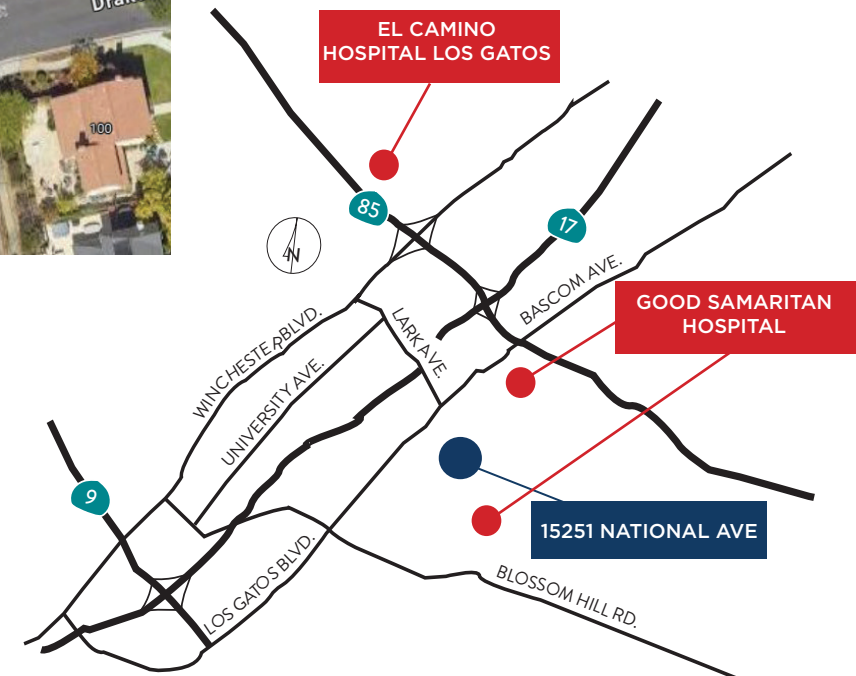 100
EL CAMINO
HOSPITAL LOS GATOS
85
17
N
BASCOM AVE.
GOOD SAMARITAN
HOSPITAL
WINCHESTER BLVD.
LARK AVE.
UNIVERSITY AVE.
9
15251 NATIONAL AVE
LOS GATOS BLVD.
BLOSSOM HILL RD.